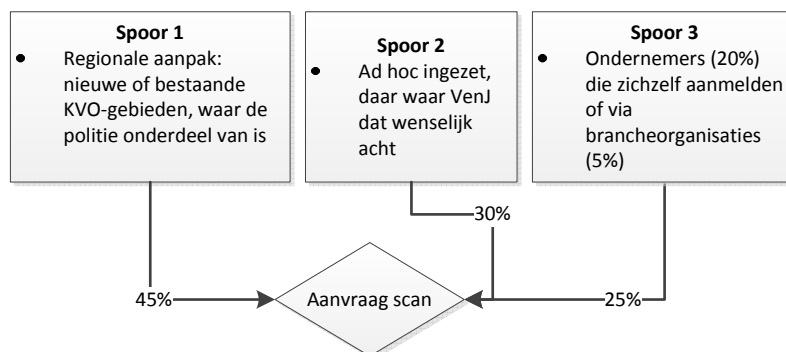 Spoor 1
• Regionale aanpak:
nieuwe of bestaande
KVO-gebieden, waar de
politie onderdeel van is
Spoor 2
• Ad hoc ingezet,
daar waar VenJ
dat wenselijk
acht
Spoor 3
• Ondernemers (20%)
die zichzelf aanmelden
of via
brancheorganisaties
(5%)
30%
45%
Aanvraag scan
25%